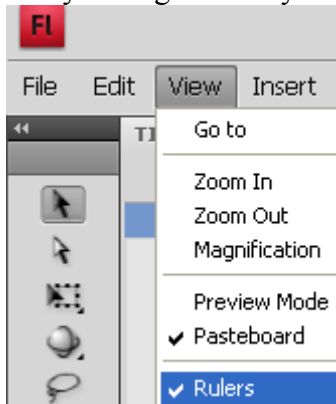 Fl
File Edit View Insert
Go to
Zoom In
Zoom Out
Magnification
Preview Mode
Pasteboard
Rulers